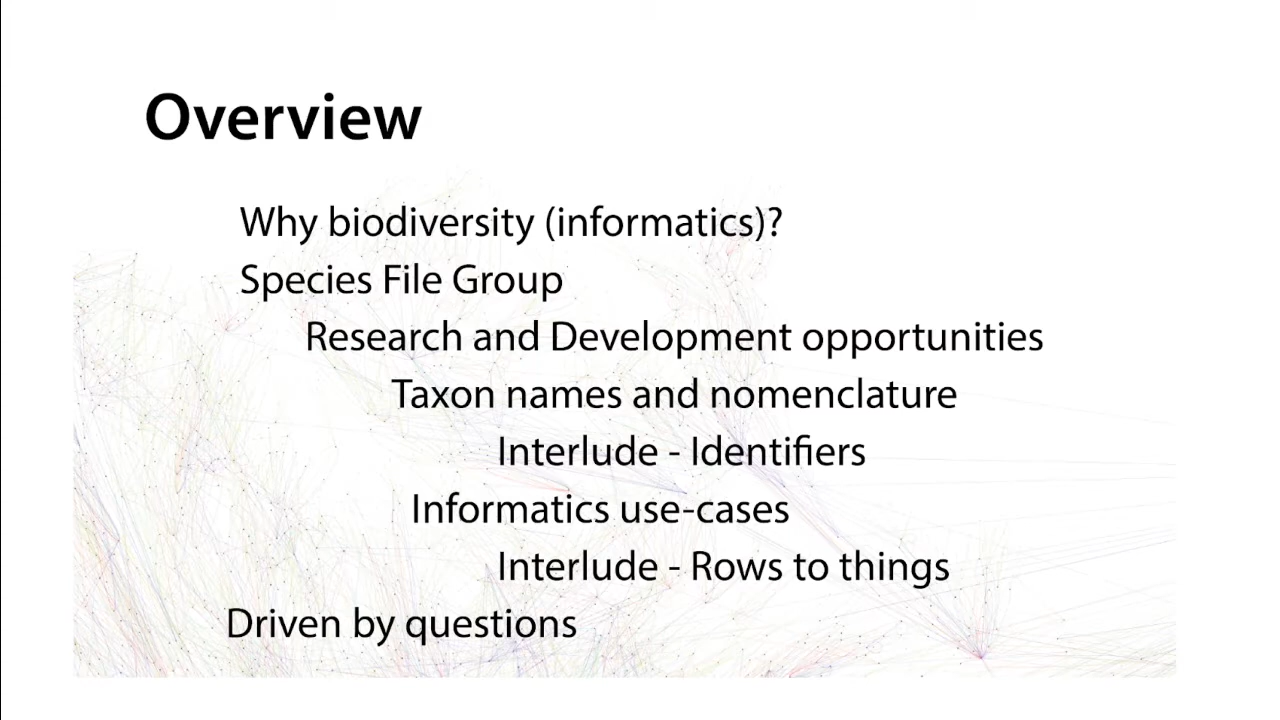 Overview
Why biodiversity (informatics)?
Species File Group
Research and Development opportunities
Taxon names and nomenclature
Interlude - Identifiers
Informatics use-cases
Interlude - Rows to things
Driven by questions